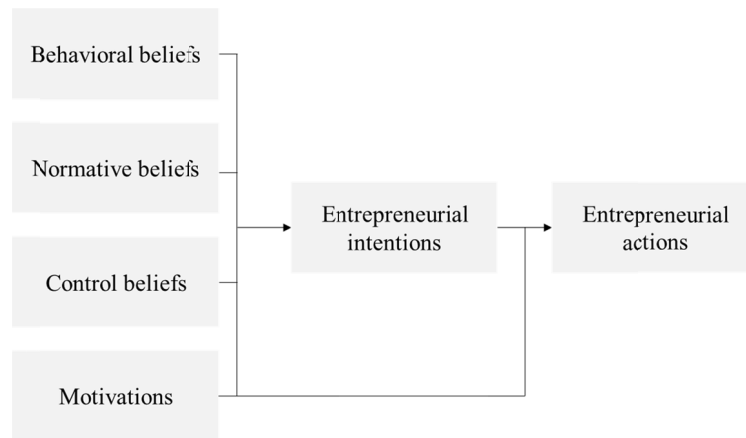 Behavioral beliefs
Normative beliefs
Control beliefs
Motivations
Entrepreneurial
intentions
Entrepreneurial
actions